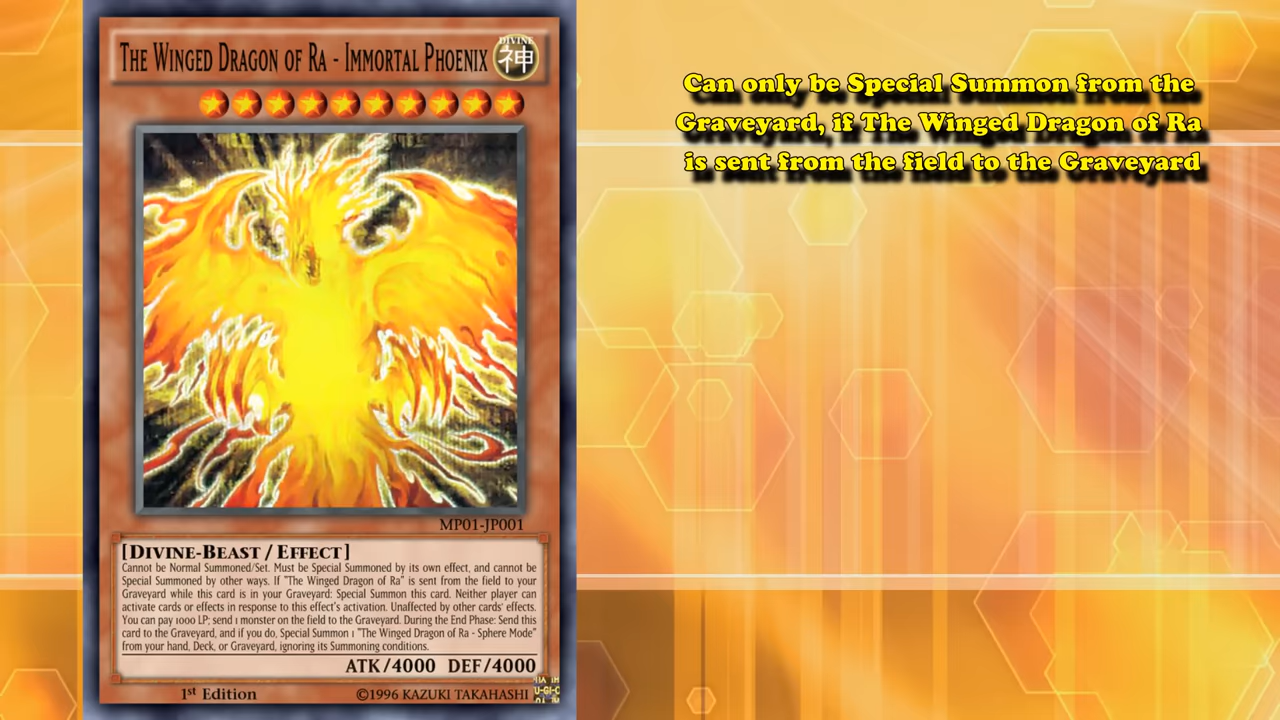 THE WINGED DRAGON OF RA - IMMORTAL PHOENIX
DIVINE
神
MP01-JP001
[DIVINE-BEAST / EFFECT]
Cannot be Normal Summoned/Set. Must be Special Summoned by its own effect, and cannot be
Special Summoned by other ways. If "The Winged Dragon of Ra" is sent from the field to your
Graveyard while this card is in your Graveyard: Special Summon this card. Neither player can
activate cards or effects in response to this effect's activation. Unaffected by other cards' effects.
You can pay 1000 LP; send 1 monster on the field to the Graveyard. During the End Phase: Send this
card to the Graveyard, and if you do, Special Summon 1 "The Winged Dragon of Ra - Sphere Mode"
from your hand, Deck, or Graveyard, ignoring its Summoning conditions.
ATK/4000 DEF/4000
1st Edition
©1996 KAZUKI TAKAHASHI
Can only be Special Summon from the
Graveyard, if The Winged Dragon of Ra
is sent from the field to the Graveyard